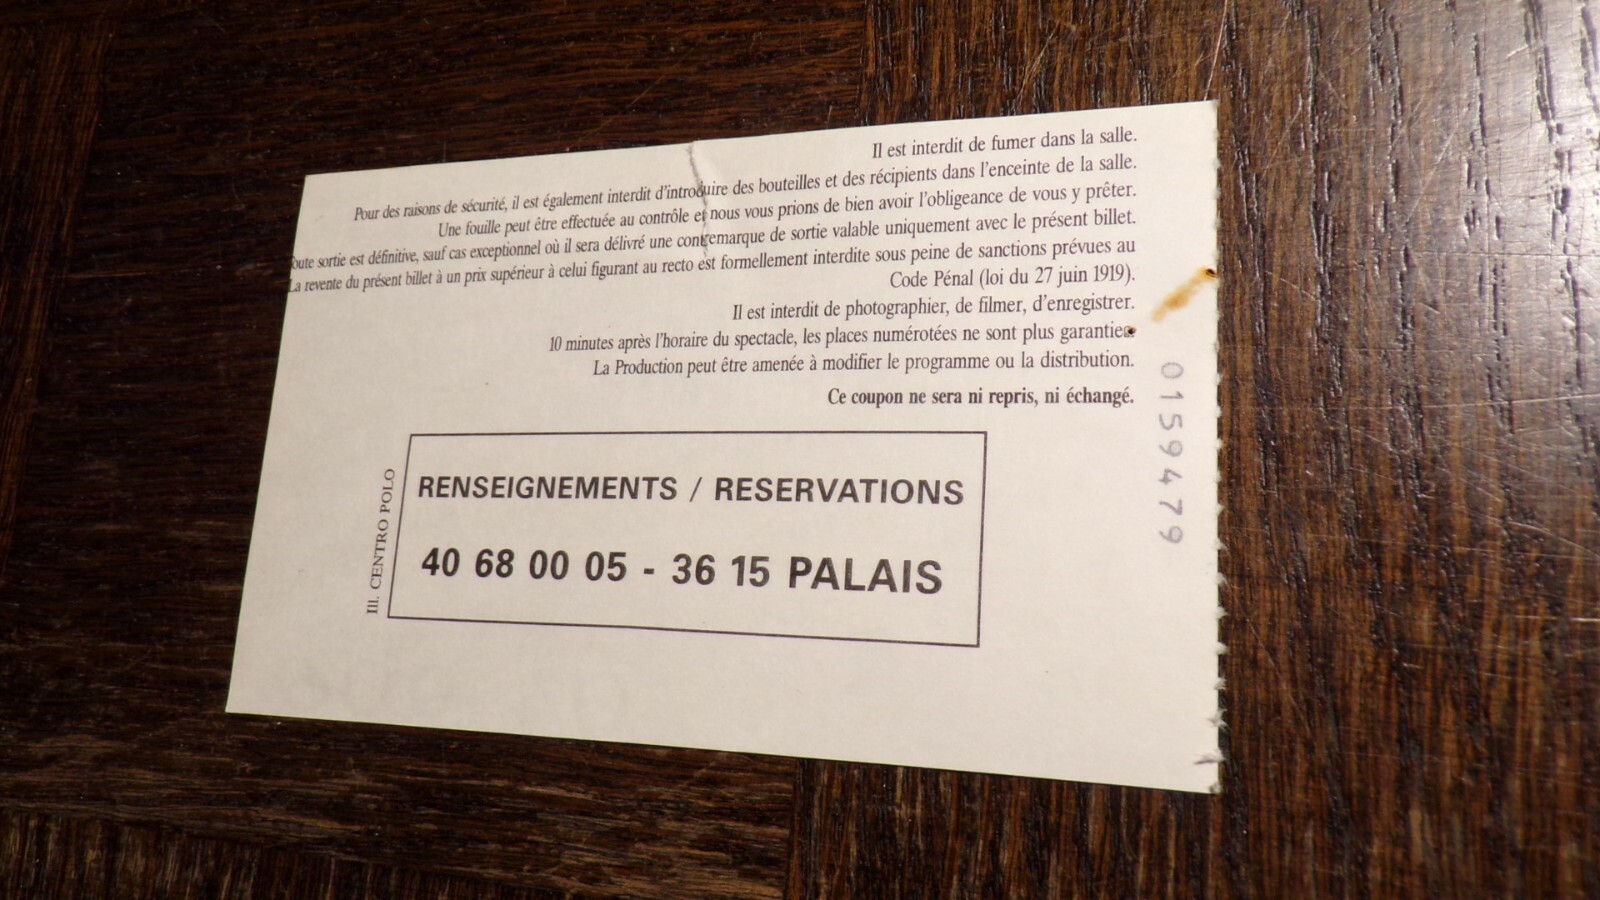 Il est interdit de fumer dans la salle.
Pour des raisons de sécurité, il est également interdit d'introduire des bouteilles et des récipients dans l'enceinte de la salle.
Une fouille peut être effectuée au contrôle et nous vous prions de bien avoir l'obligeance de vous y prêter.
oute sortie est définitive, sauf cas exceptionnel où il sera délivré une contremarque de sortie valable uniquement avec le présent billet.
La revente du présent billet à un prix supérieur à celui figurant au recto est formellement interdite sous peine de sanctions prévues au
Code Pénal (loi du 27 juin 1919).
Il est interdit de photographier, de filmer, d'enregistrer.
10 minutes après l'horaire du spectacle, les places numérotées ne sont plus garanties
La Production peut être amenée à modifier le programme ou la distribution.
Ce coupon ne sera ni repris, ni échangé.
RENSEIGNEMENTS / RESERVATIONS
40 68 00 05 - 36 15 PALAIS
Ill. CENTRO POLO
01594479